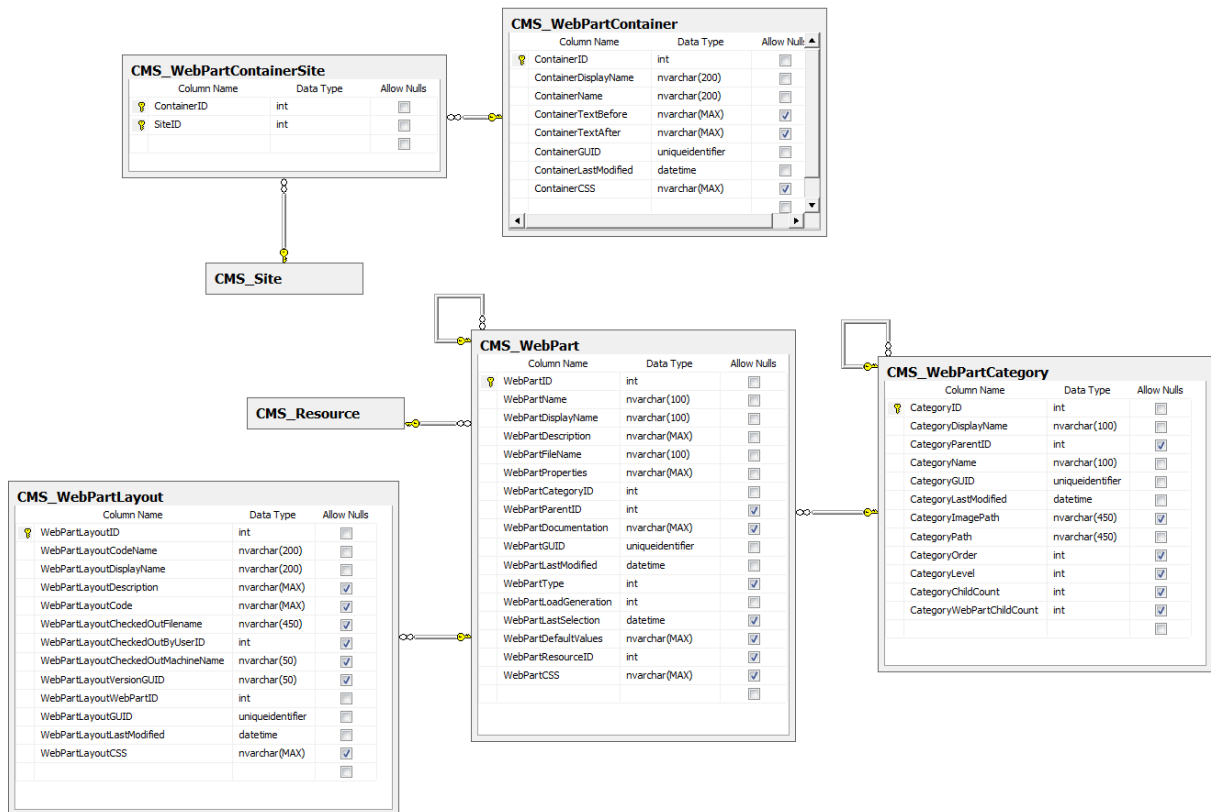 CMS_WebPartContainer
Column Name Data Type Allow Nulls
ContainerID int
ContainerDisplayName nvarchar(200)
ContainerName nvarchar(200)
ContainerTextBefore nvarchar(MAX)
ContainerTextAfter nvarchar(MAX)
ContainerGUID uniqueidentifier
ContainerLastModified datetime
ContainerCSS nvarchar(MAX)
CMS_WebPartContainerSite
Column Name Data Type Allow Nulls
ContainerID int
SiteID int
CMS_Site
CMS_WebPart
Column Name Data Type Allow Nulls
WebPartID int
WebPartName nvarchar(100)
WebPartDisplayName nvarchar(100)
WebPartDescription nvarchar(MAX)
WebPartFileName nvarchar(100)
WebPartProperties nvarchar(MAX)
WebPartCategoryID int
WebPartParentID int
WebPartDocumentation nvarchar(MAX)
WebPartGUID uniqueidentifier
WebPartLastModified datetime
WebPartType int
WebPartLoadGeneration int
WebPartLastSelection datetime
WebPartDefaultValues nvarchar(MAX)
WebPartResourceID int
WebPartCSS nvarchar(MAX)
CMS_WebPartCategory
Column Name Data Type Allow Nulls
CategoryID int
CategoryDisplayName nvarchar(100)
CategoryParentID int
CategoryName nvarchar(100)
CategoryGUID uniqueidentifier
CategoryLastModified datetime
CategoryImagePath nvarchar(450)
CategoryPath nvarchar(450)
CategoryOrder int
CategoryLevel int
CategoryChildCount int
CategoryWebPartChildCount int
CMS_Resource
CMS_WebPartLayout
Column Name Data Type Allow Nulls
WebPartLayoutID int
WebPartLayoutCodeName nvarchar(200)
WebPartLayoutDisplayName nvarchar(200)
WebPartLayoutDescription nvarchar(MAX)
WebPartLayoutCode nvarchar(MAX)
WebPartLayoutCheckedOutFilename nvarchar(450)
WebPartLayoutCheckedOutByUserID int
WebPartLayoutCheckedOutMachineName nvarchar(50)
WebPartLayoutVersionGUID nvarchar(50)
WebPartLayoutWebPartID int
WebPartLayoutGUID uniqueidentifier
WebPartLayoutLastModified datetime
WebPartLayoutCSS nvarchar(MAX)